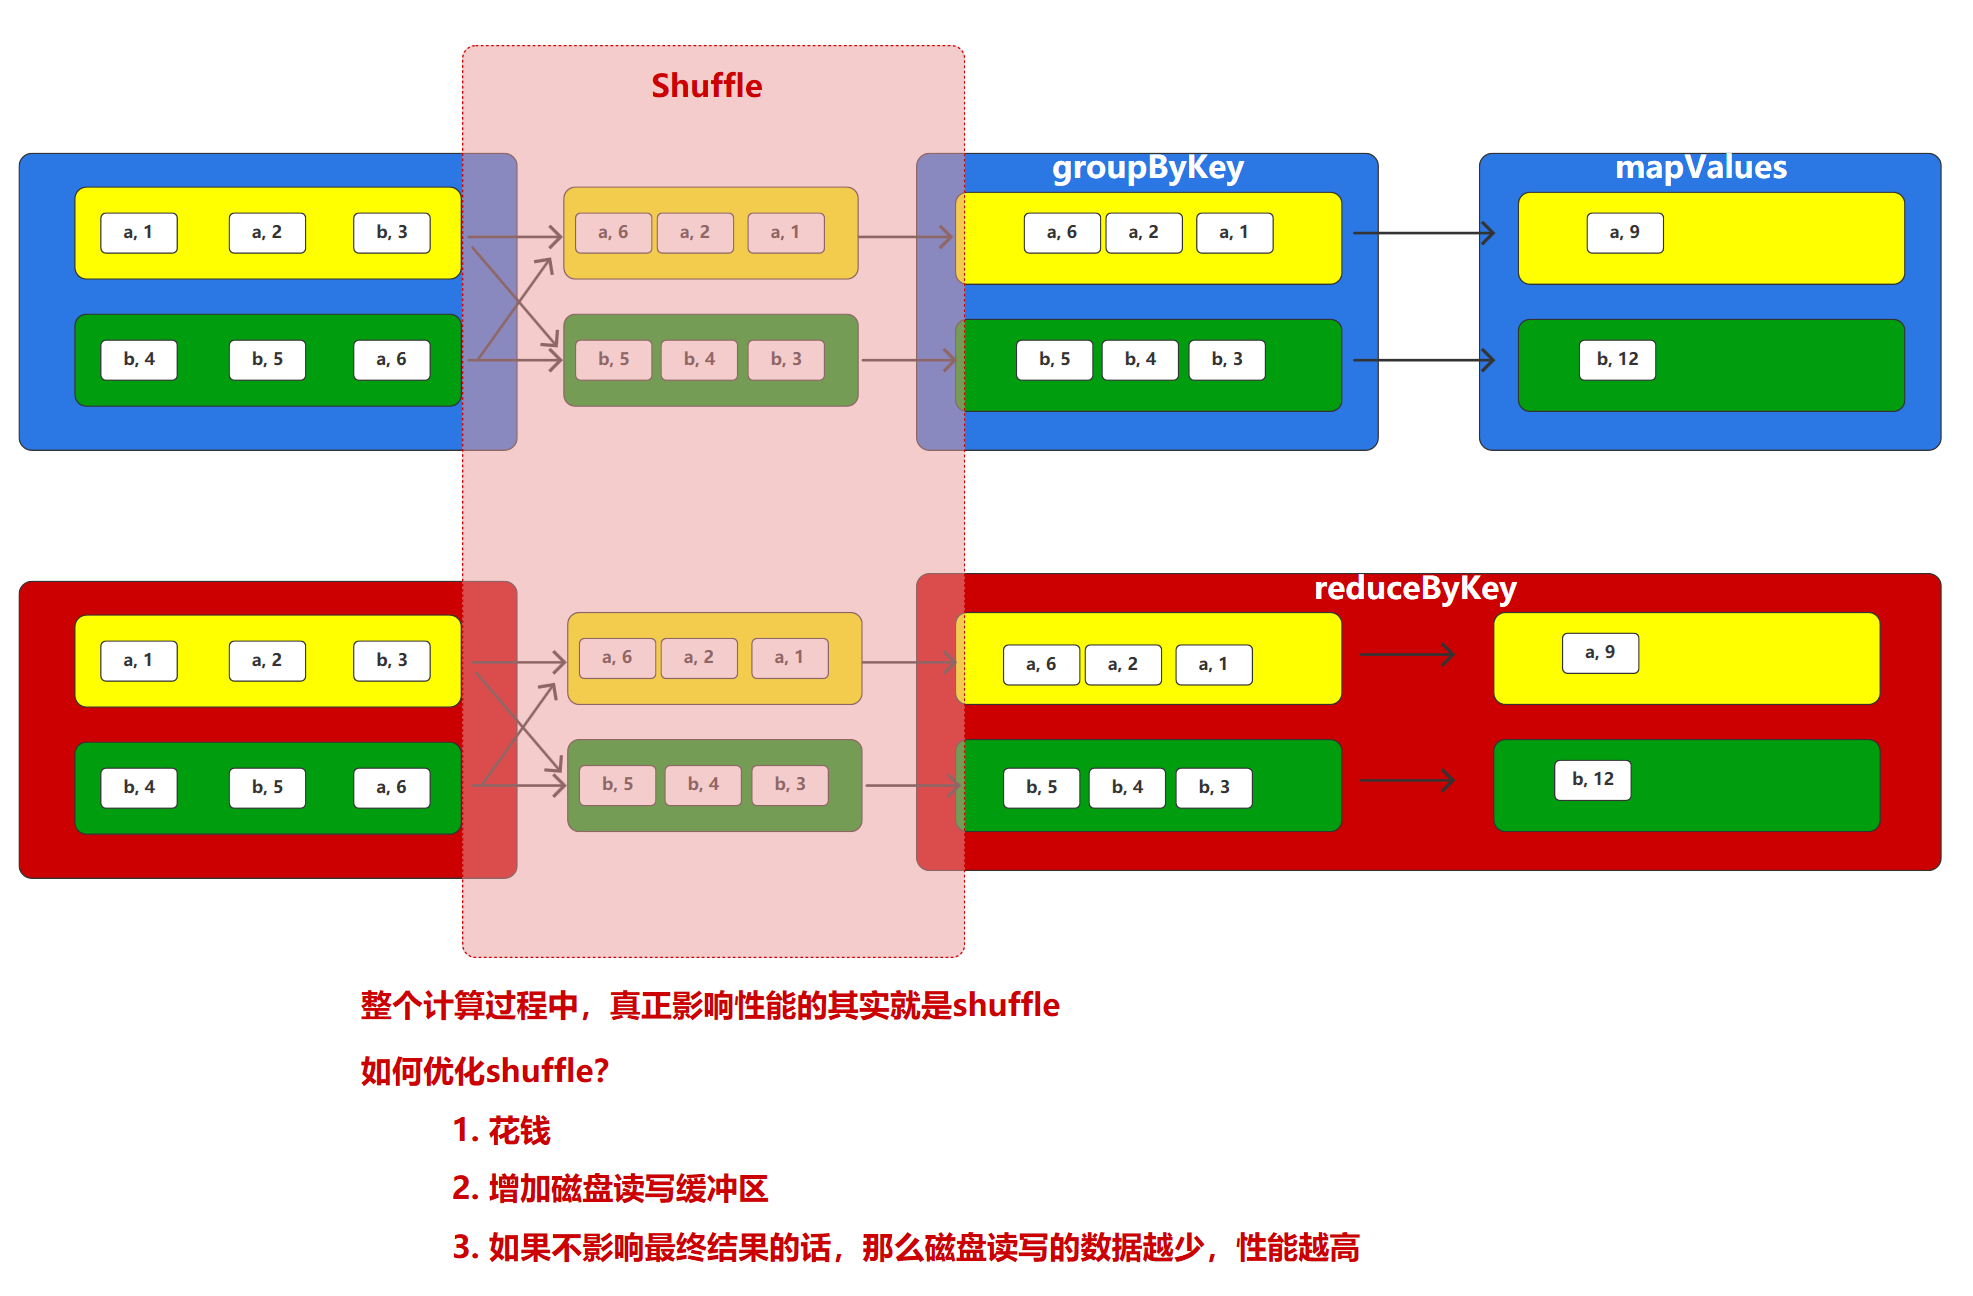 Shuffle
groupByKey
mapValues
a, 1 a, 2 b, 3
a, 6 a, 2 a, 1
a, 6 a, 2 a, 1
a, 9
b, 4 b, 5 a, 6
b, 5 b, 4 b, 3
b, 5 b, 4 b, 3
b, 12
reduceByKey
a, 1 a, 2 b, 3
a, 6 a, 2 a, 1
a, 6 a, 2 a, 1
a, 9
b, 4 b, 5 a, 6
b, 5 b, 4 b, 3
b, 5 b, 4 b, 3
b, 12
整个计算过程中，真正影响性能的其实就是shuffle
如何优化shuffle？
1. 花钱
2. 增加磁盘读写缓冲区
3. 如果不影响最终结果的话，那么磁盘读写的数据越少，性能越高